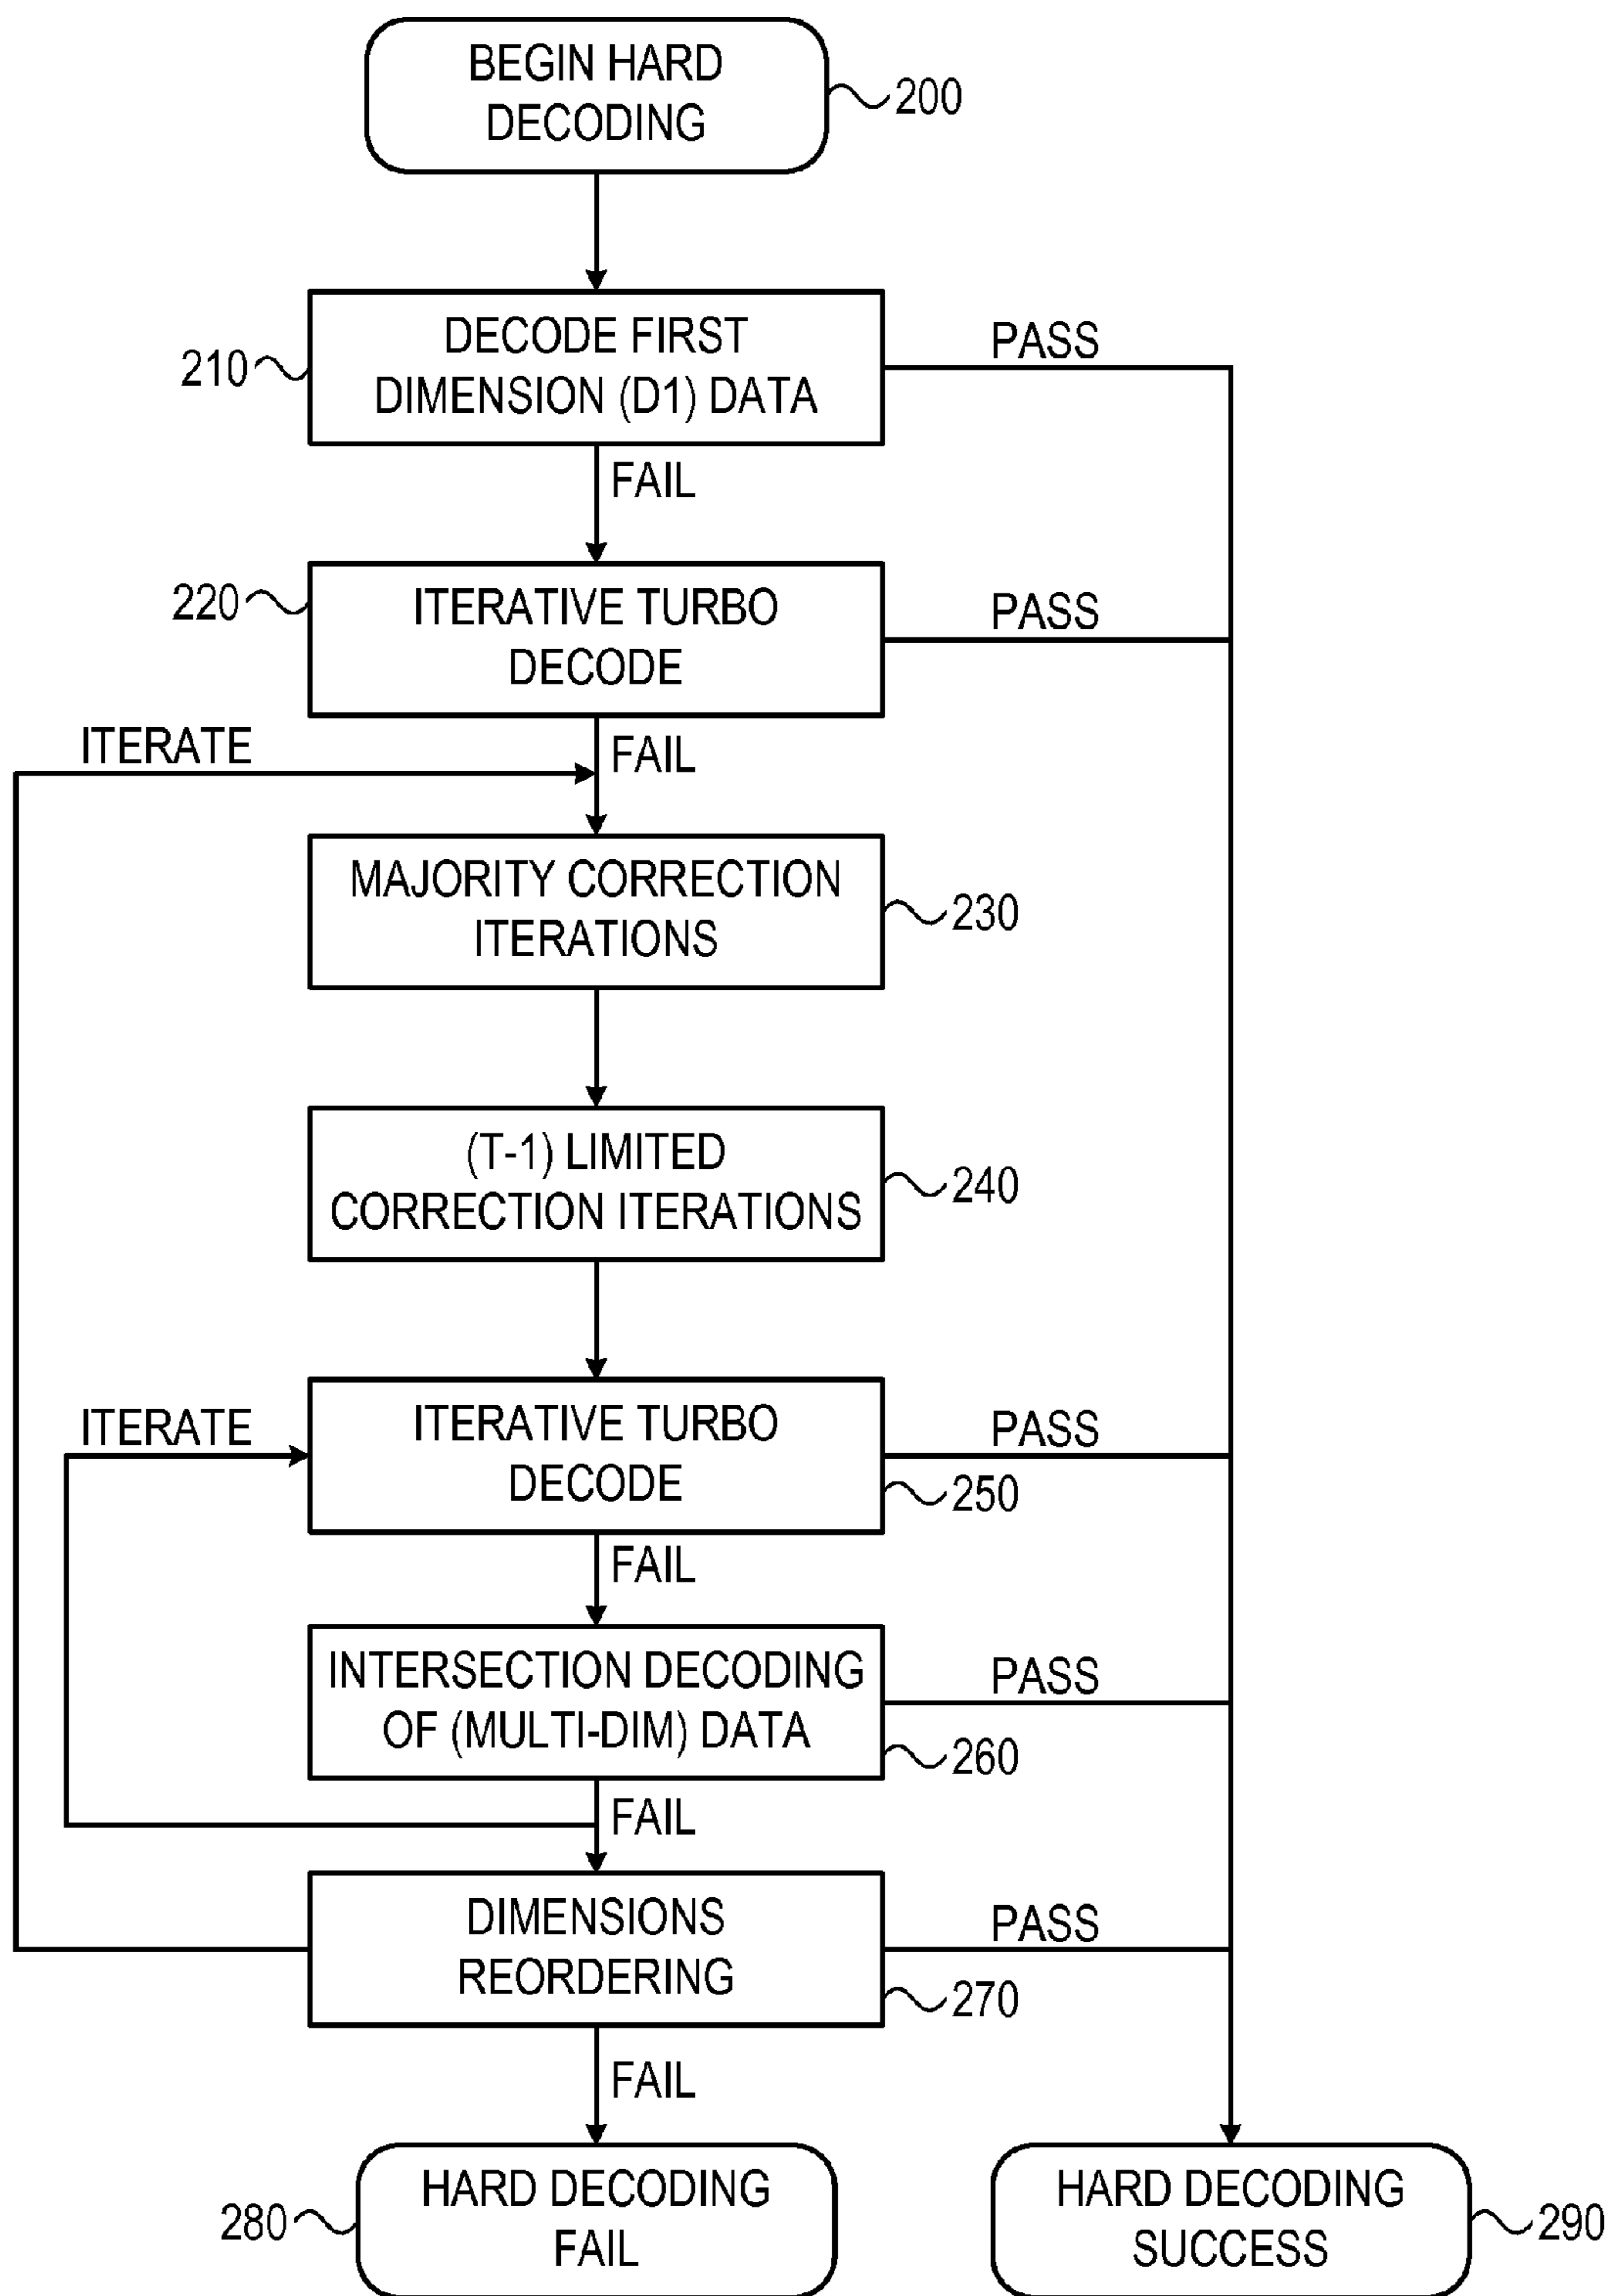 BEGIN HARD
DECODING
200
210
DECODE FIRST
DIMENSION (D1) DATA
PASS
FAIL
220
ITERATIVE TURBO
DECODE
PASS
ITERATE
FAIL
MAJORITY CORRECTION
ITERATIONS
230
(T-1) LIMITED
CORRECTION ITERATIONS
240
ITERATE
ITERATIVE TURBO
DECODE
PASS
250
FAIL
INTERSECTION DECODING
OF (MULTI-DIM) DATA
PASS
260
FAIL
DIMENSIONS
REORDERING
PASS
270
FAIL
280
HARD DECODING
FAIL
HARD DECODING
SUCCESS
290